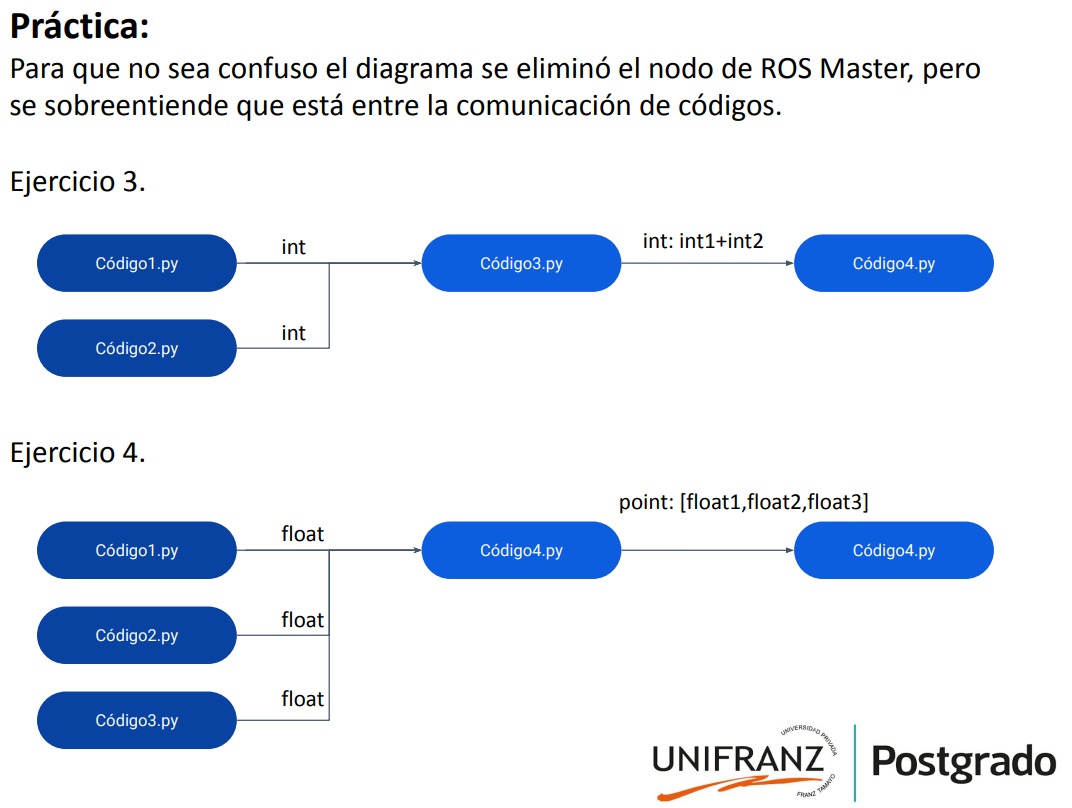 Práctica:
Para que no sea confuso el diagrama se eliminó el nodo de ROS Master, pero
se sobreentiende que está entre la comunicación de códigos.
Ejercicio 3.
int
int: int1+int2
Código1.py
Código3.py
Código4.py
int
Código2.py
Ejercicio 4.
point: [float1,float2,float3]
float
Código1.py
Código4.py
Código4.py
float
Código2.py
float
Código3.py
UNIVERSIDAD PRIVADA
UNIFRANZ
FRANZ TAMAYO
Postgrado